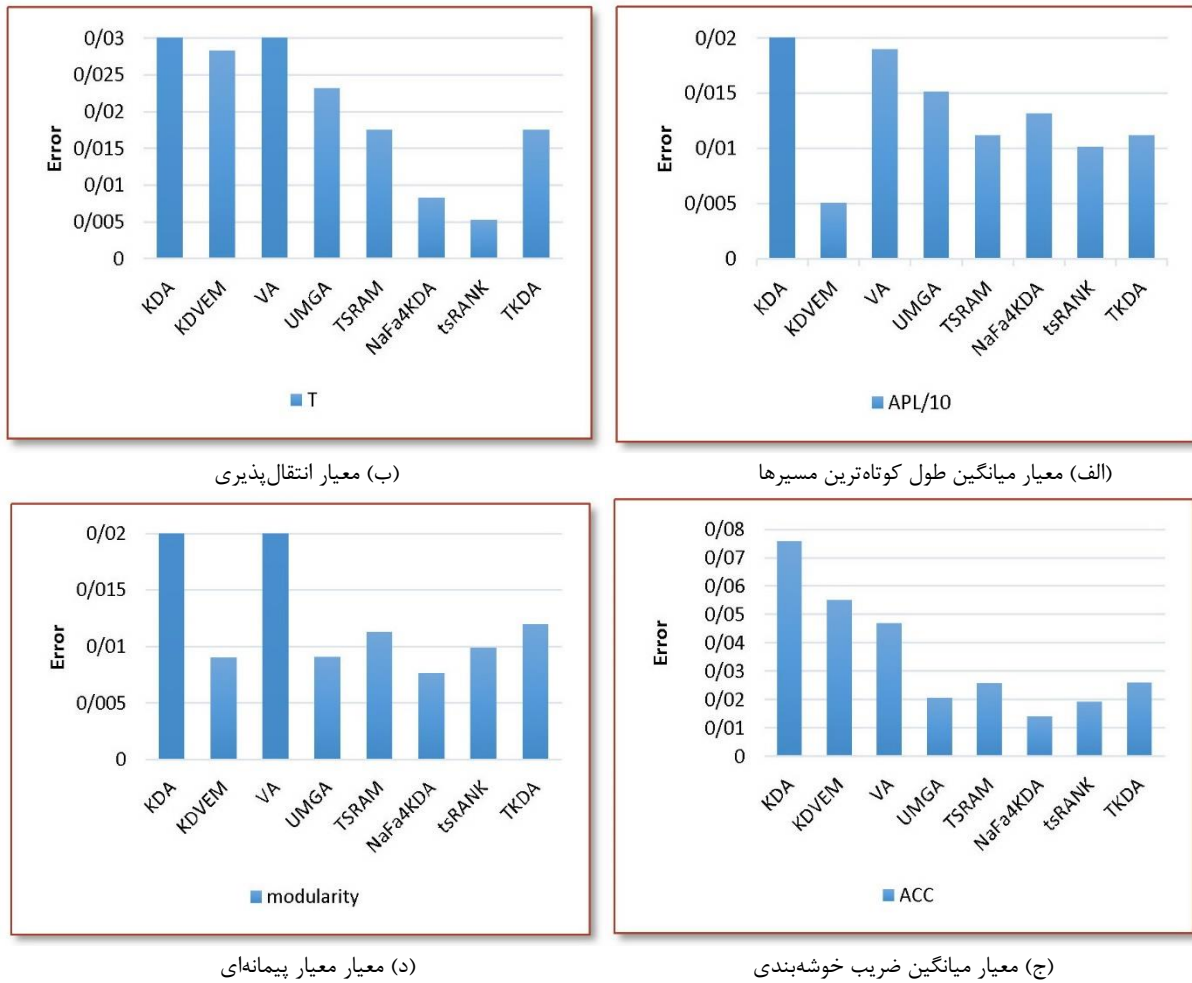 0/03
0/025
0/02
0/015
0/01
0/005
0
Error
KDA
KDVEM
VA
UMGA
TSRAM
NaFa4KDA
tsRANK
TKDA
T
(ب) معیار انتقال‌پذیری
0/02
0/015
0/01
0/005
0
Error
KDA
KDVEM
VA
UMGA
TSRAM
NaFa4KDA
tsRANK
TKDA
APL/10
(الف) معیار میانگین طول کوتاه‌ترین مسیرها
0/02
0/015
0/01
0/005
0
Error
KDA
KDVEM
VA
UMGA
TSRAM
NaFa4KDA
tsRANK
TKDA
modularity
(د) معیار معیار پیمانه‌ای
0/08
0/07
0/06
0/05
0/04
0/03
0/02
0/01
0
Error
KDA
KDVEM
VA
UMGA
TSRAM
NaFa4KDA
tsRANK
TKDA
ACC
(ج) معیار میانگین ضریب خوشه‌بندی